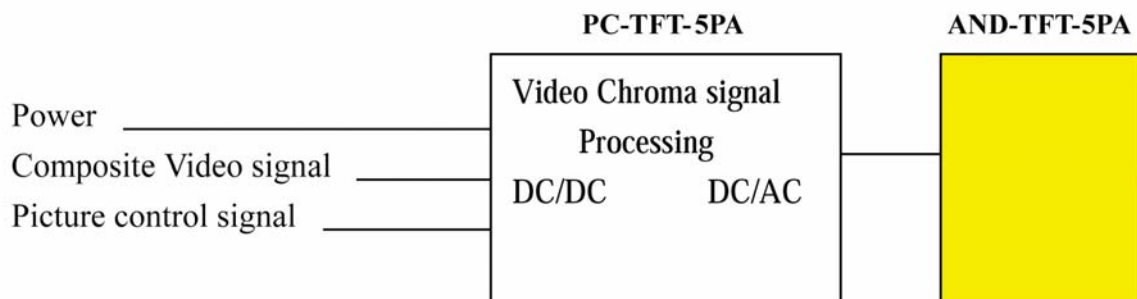 PC-TFT-5PA AND-TFT-5PA
Video Chroma signal
Processing
DC/DC DC/AC
Power
Composite Video signal
Picture control signal